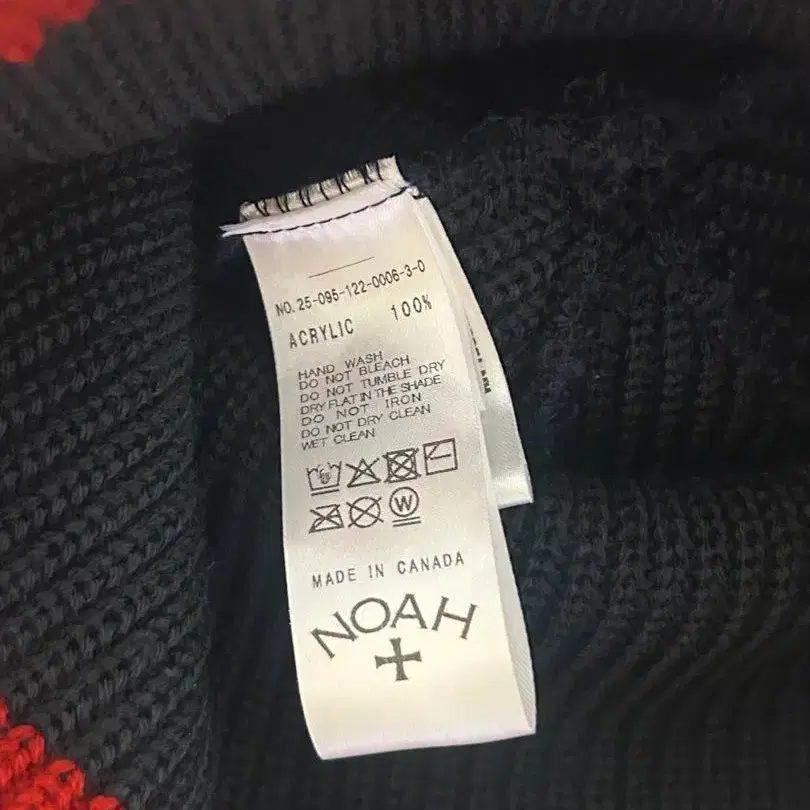 NO. 25-095-122-0006-3-0
ACRYLIC 100%
HAND WASH
DO NOT BLEACH
DO NOT TUMBLE DRY
DRY FLAT IN THE SHADE
DO NOT IRON
DO NOT DRY CLEAN
WET CLEAN
W
MADE IN CANADA
NOAH